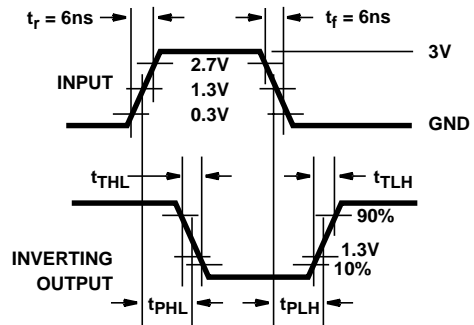 tr = 6ns
tf = 6ns
3V
INPUT
2.7V
1.3V
0.3V
GND
tTHL
tTLH
90%
INVERTING
OUTPUT
1.3V
10%
tPHL
tPLH